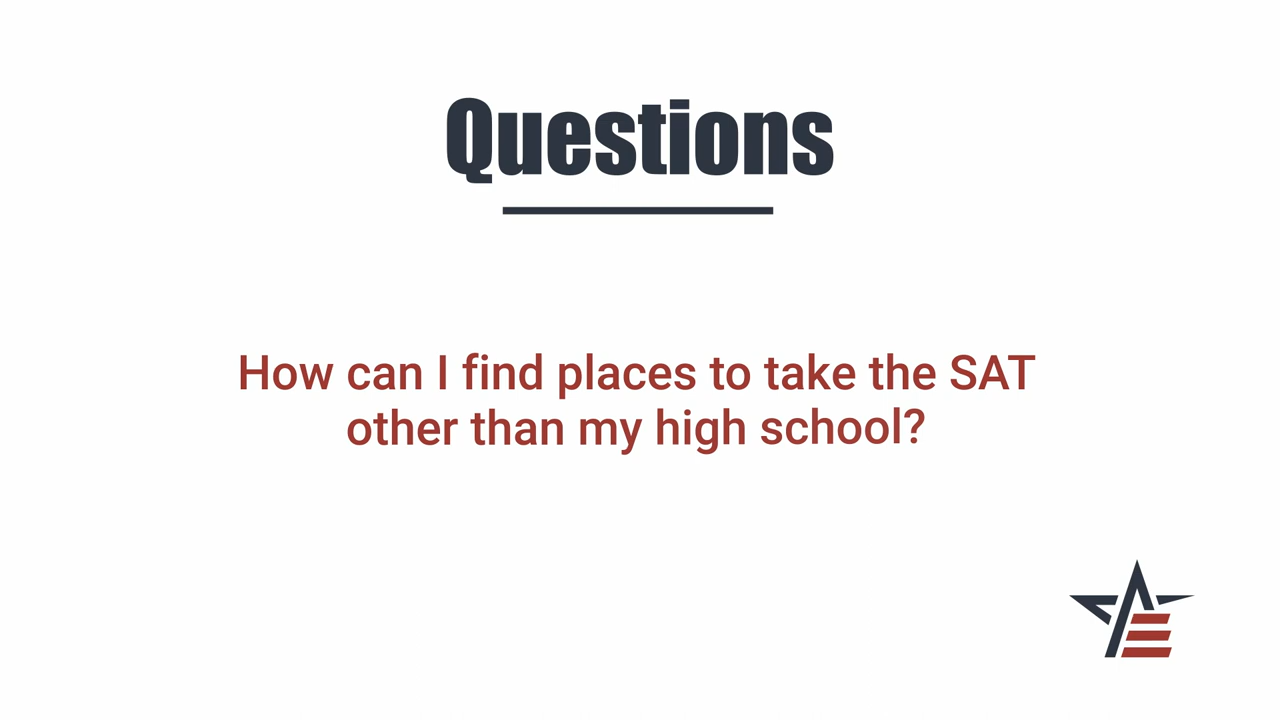 Questions
How can I find places to take the SAT
other than my high school?